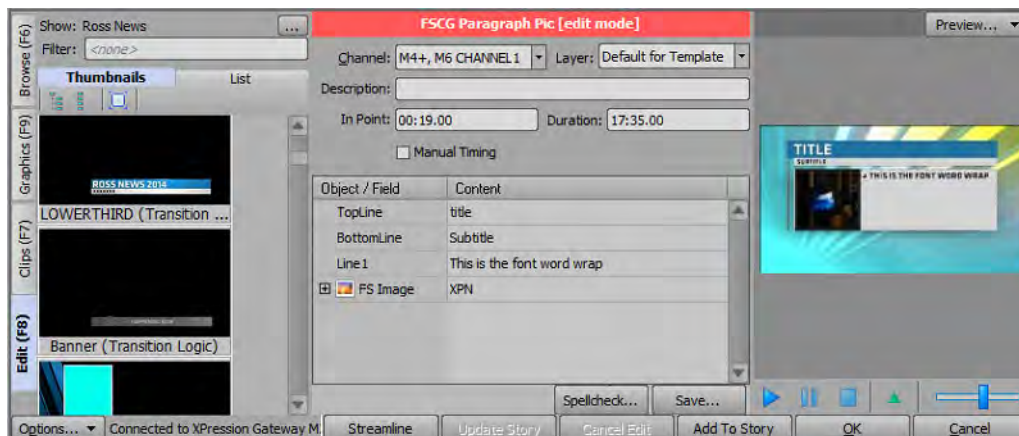 Browse (F6)
Graphics (F9)
Clips (F7)
Edit (F8)
Show: Ross News
...
Filter: <none>
Thumbnails
List
ROSS NEWS 2014
LOWERTHIRD (Transition ...
Banner (Transition Logic)
Options...
Connected to XPression Gateway M
FSCG Paragraph Pic [edit mode]
Channel: M4+, M6 CHANNEL1
Layer: Default for Template
Description:
In Point: 00:19.00
Duration: 17:35.00
Manual Timing
Object / Field Content
TopLine title
BottomLine Subtitle
Line1 This is the font word wrap
FS Image XPN
Spellcheck...
Save...
Streamline
Update Story
Cancel Edit
Add To Story
Preview...
TITLE
SUBTITLE
THIS IS THE FONT WORD WRAP
OK
Cancel